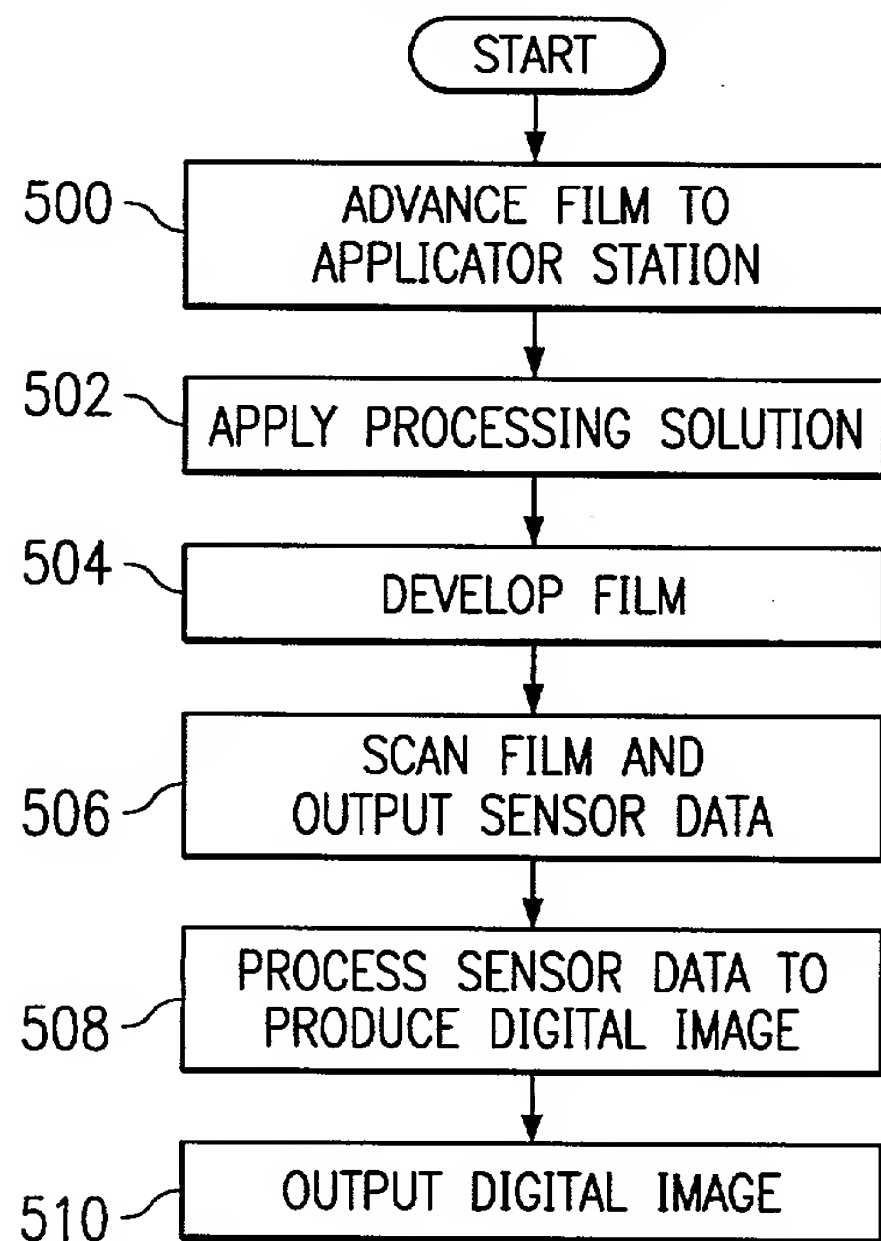 START
500
ADVANCE FILM TO
APPLICATOR STATION
502
APPLY PROCESSING SOLUTION
504
DEVELOP FILM
506
SCAN FILM AND
OUTPUT SENSOR DATA
508
PROCESS SENSOR DATA TO
PRODUCE DIGITAL IMAGE
510
OUTPUT DIGITAL IMAGE